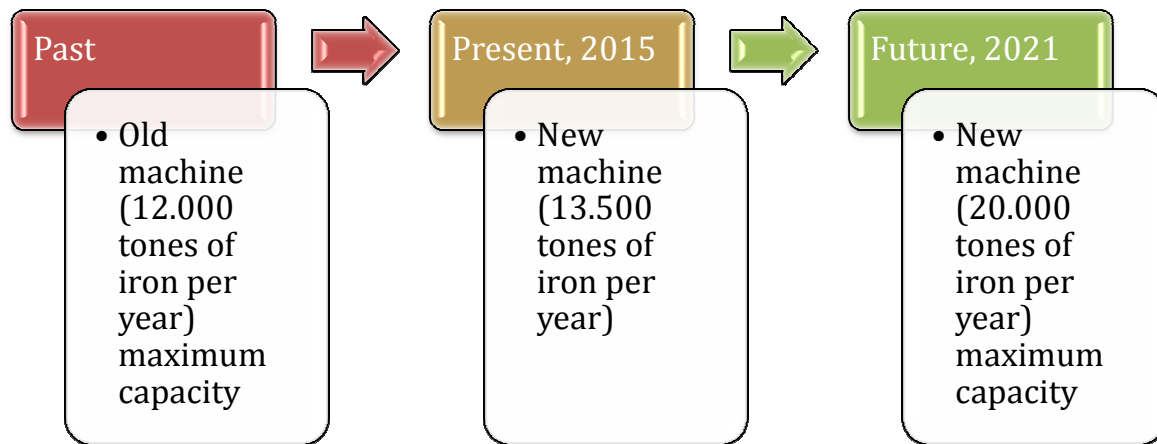 Past
• Old
machine
(12.000
tones of
iron per
year)
maximum
capacity
Present, 2015
• New
machine
(13.500
tones of
iron per
year)
Future, 2021
• New
machine
(20.000
tones of
iron per
year)
maximum
capacity